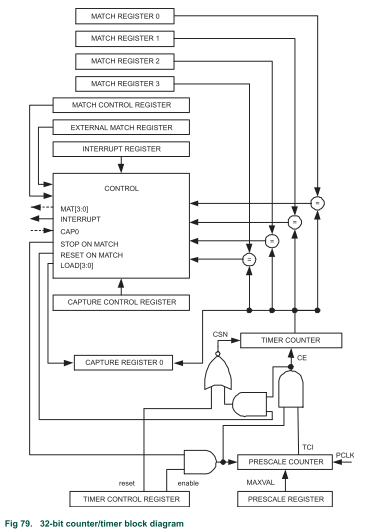 MATCH REGISTER 0
MATCH REGISTER 1
MATCH REGISTER 2
MATCH REGISTER 3
MATCH CONTROL REGISTER
EXTERNAL MATCH REGISTER
INTERRUPT REGISTER
CONTROL
=
=
=
=
MAT[3:0]
INTERRUPT
CAP0
STOP ON MATCH
RESET ON MATCH
LOAD[3:0]
CAPTURE CONTROL REGISTER
CSN
TIMER COUNTER
CE
CAPTURE REGISTER 0
TCI
PCLK
PRESCALE COUNTER
reset
enable
MAXVAL
TIMER CONTROL REGISTER
PRESCALE REGISTER
Fig 79. 32-bit counter/timer block diagram